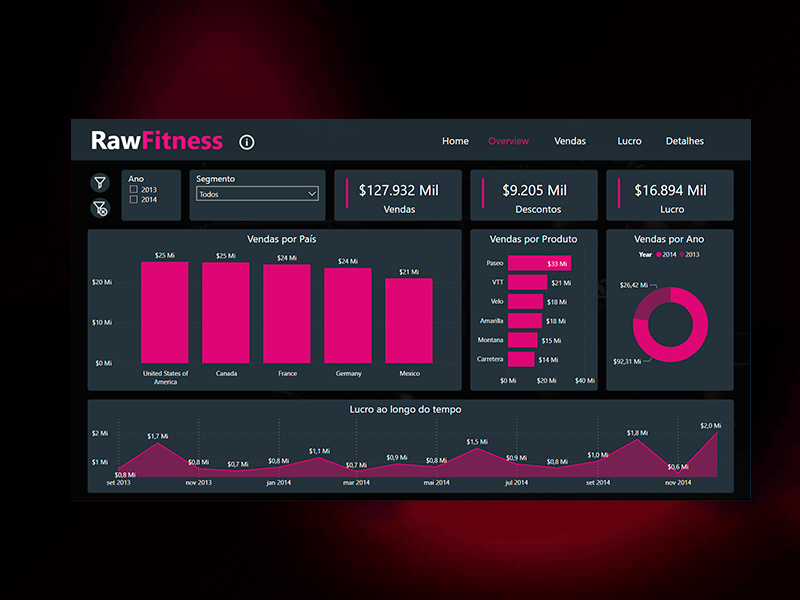 RawFitness
Home Overview Vendas Lucro Detalhes
Ano
2013
2014
Segmento
Todos
$127.932 Mil
Vendas
$9.205 Mil
Descontos
$16.894 Mil
Lucro
Vendas por País
$25 Mi $25 Mi $24 Mi $24 Mi $21 Mi
$20 Mi
$10 Mi
$0 Mi
United States of America Canada France Germany Mexico
Vendas por Produto
Paseo $33 Mi
VTT $21 Mi
Velo $18 Mi
Amarilla $18 Mi
Montana $15 Mi
Carretera $14 Mi
$0 Mi $20 Mi $40 Mi
Vendas por Ano
Year 2014 2013
$26,42 Mi
$92,31 Mi
Lucro ao longo do tempo
$2 Mi
$1 Mi
$0,8 Mi $1,7 Mi $0,8 Mi $0,7 Mi $0,8 Mi $1,1 Mi $0,7 Mi $0,9 Mi $0,8 Mi $1,5 Mi $0,9 Mi $0,8 Mi $1,0 Mi $1,8 Mi $0,6 Mi $2,0 Mi
set 2013 nov 2013 jan 2014 mar 2014 mai 2014 jul 2014 set 2014 nov 2014